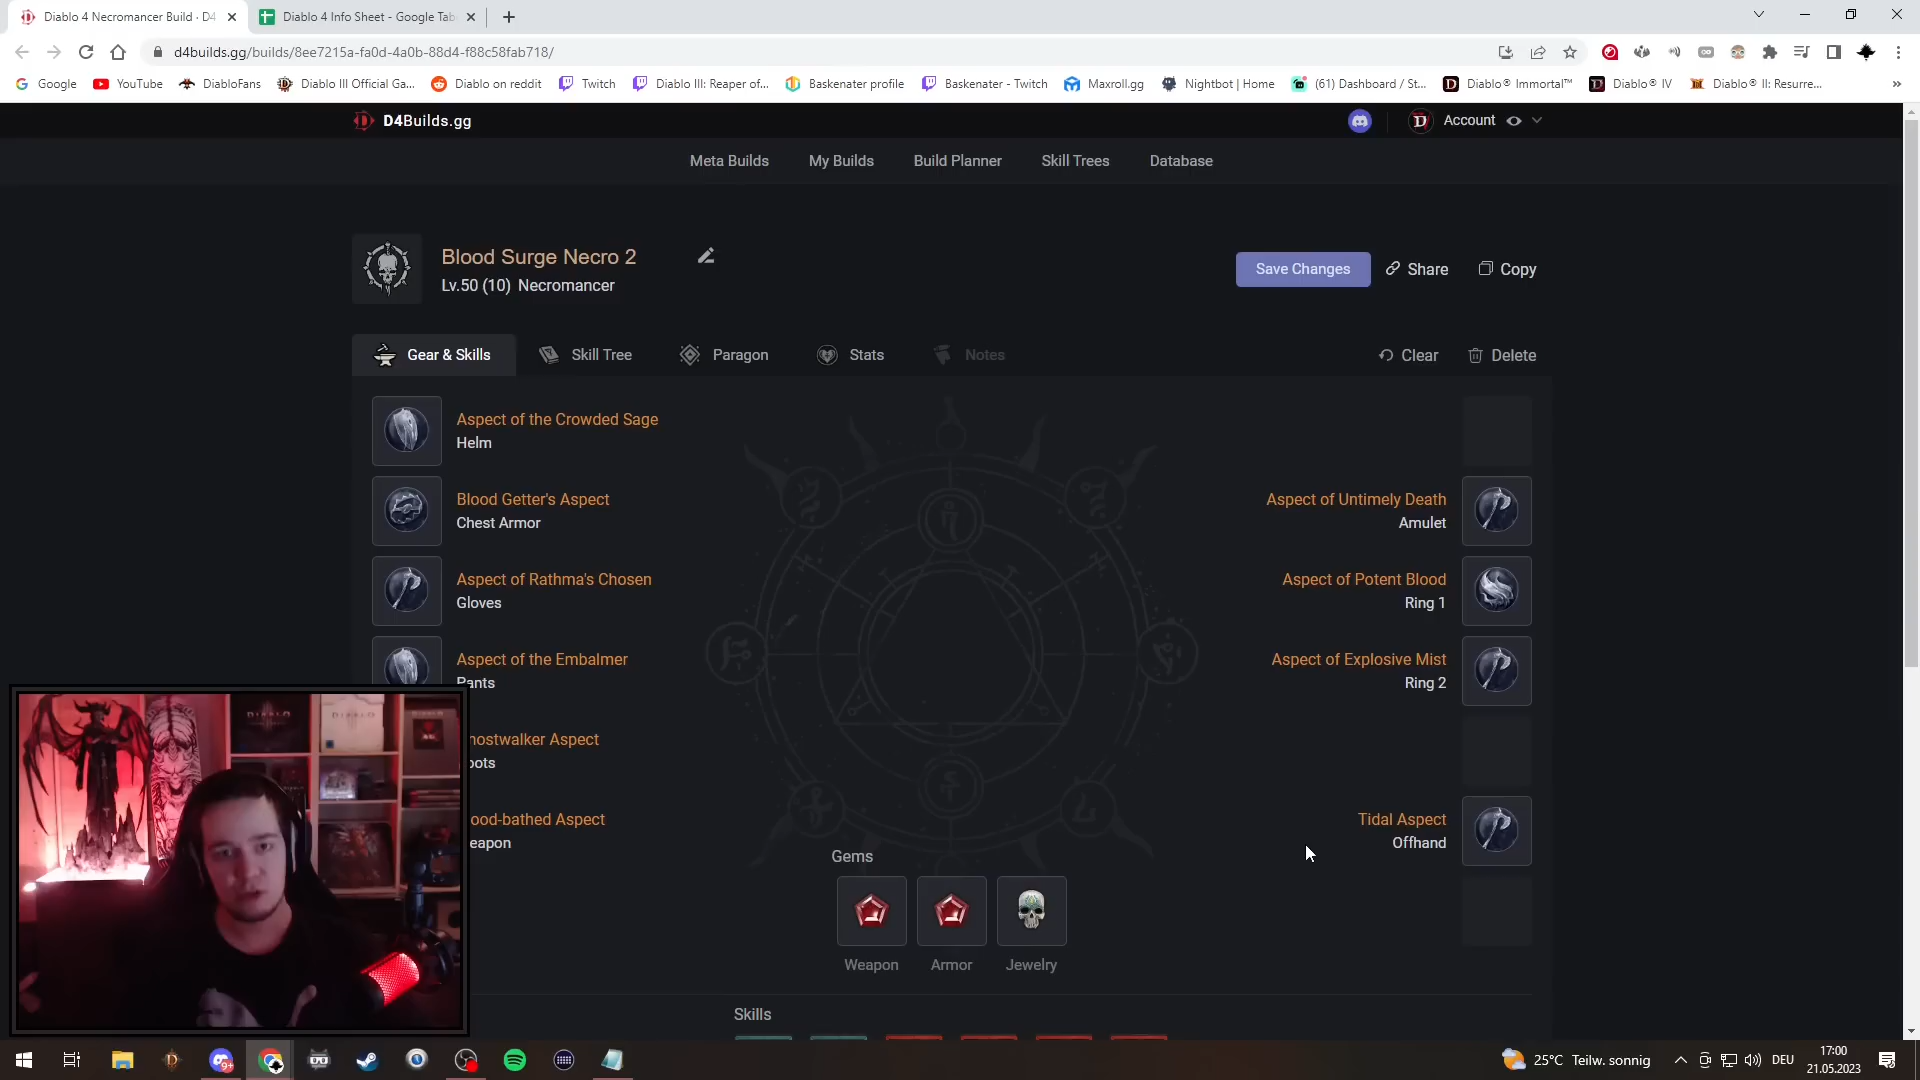 Diablo 4 Necromancer Build · D4
Diablo 4 Info Sheet - Google Tab
d4builds.gg/builds/8ee7215a-fa0d-4a0b-88d4-f88c58fab718/
Google YouTube DiabloFans Diablo III Official Ga... Diablo on reddit Twitch Diablo III: Reaper of... Baskenater profile Baskenater - Twitch Maxroll.gg Nightbot | Home (61) Dashboard / St... Diablo® Immortal™ Diablo® IV Diablo® II: Resurre... »
D4Builds.gg
Account
Meta Builds My Builds Build Planner Skill Trees Database
Blood Surge Necro 2
Lv.50 (10) Necromancer
Save Changes Share Copy
Gear & Skills Skill Tree Paragon Stats Notes Clear Delete
Aspect of the Crowded Sage
Helm
Blood Getter's Aspect
Chest Armor
Aspect of Untimely Death
Amulet
Aspect of Rathma's Chosen
Gloves
Aspect of Potent Blood
Ring 1
Aspect of the Embalmer
Pants
Aspect of Explosive Mist
Ring 2
hostwalker Aspect
oots
ood-bathed Aspect
eapon
Tidal Aspect
Offhand
Gems
Weapon Armor Jewelry
Skills
25°C Teilw. sonnig
DEU
17:00
21.05.2023